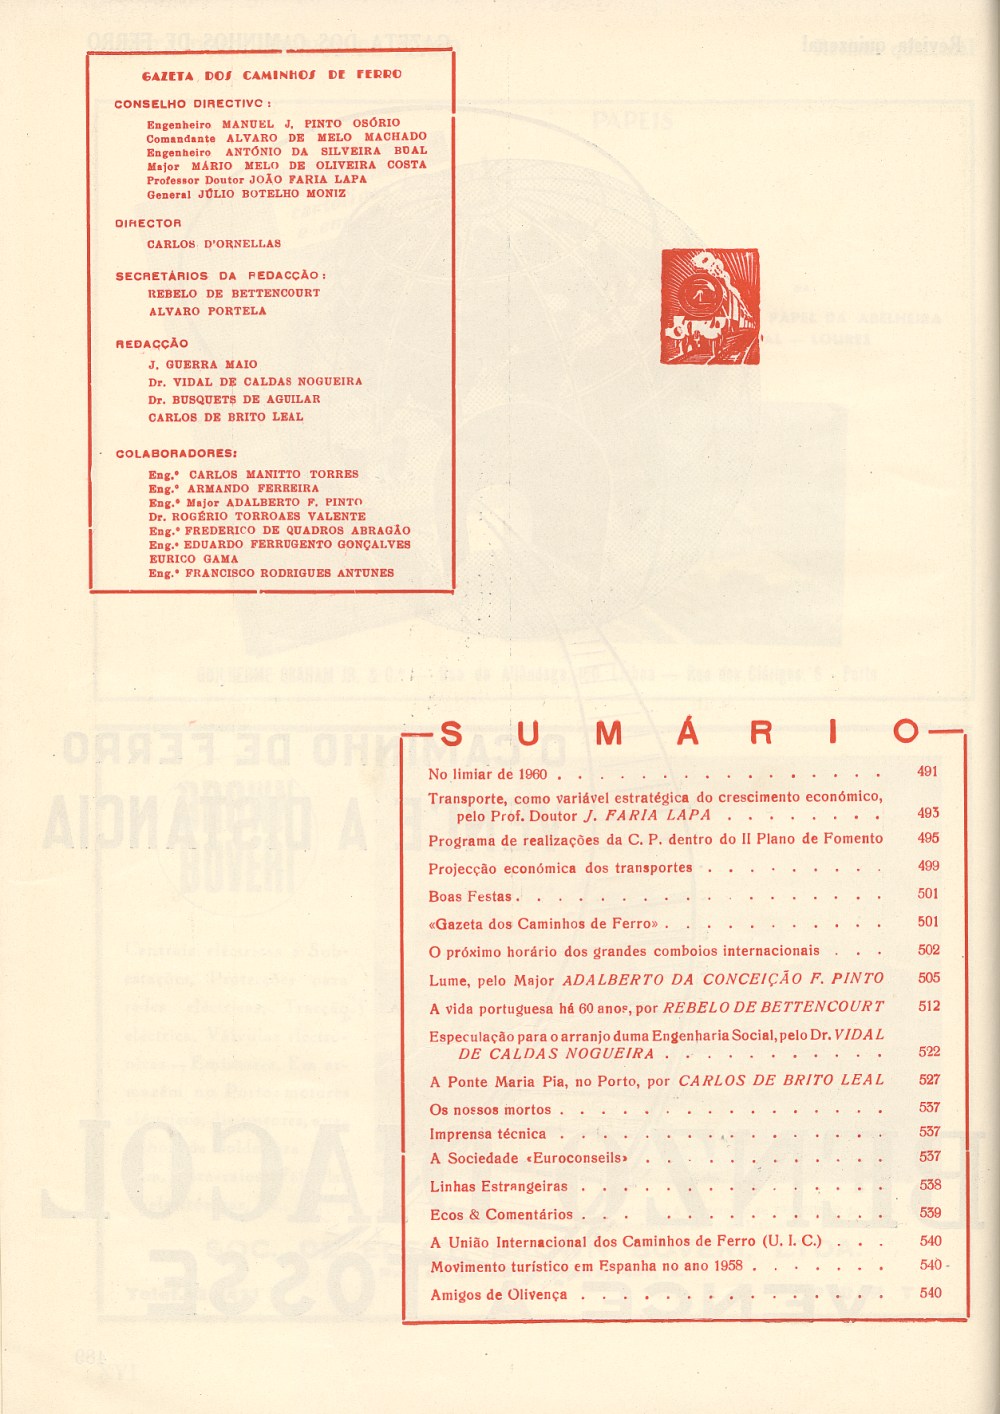 GAZETA DOS CAMINHOS DE FERRO
CONSELHO DIRECTIVO:
Engenheiro MANUEL J. PINTO OSÓRIO
Comandante ALVARO DE MELO MACHADO
Engenheiro ANTÓNIO DA SILVEIRA BUAL
Major MÁRIO MELO DE OLIVEIRA COSTA
Professor Doutor JOÃO FARIA LAPA
General JÚLIO BOTELHO MONIZ
DIRECTOR
CARLOS D'ORNELLAS
SECRETÁRIOS DA REDACÇÃO:
REBELO DE BETTENCOURT
ALVARO PORTELA
REDACÇÃO
J. GUERRA MAIO
Dr. VIDAL DE CALDAS NOGUEIRA
Dr. BUSQUETS DE AGUILAR
CARLOS DE BRITO LEAL
COLABORADORES:
Eng.º CARLOS MANITTO TORRES
Eng.º ARMANDO FERREIRA
Eng.º Major ADALBERTO F. PINTO
Dr. ROGÉRIO TORROAES VALENTE
Eng.º FREDERICO DE QUADROS ABRAGÃO
Eng.º EDUARDO FERRUGENTO GONÇALVES
EURICO GAMA
Eng.º FRANCISCO RODRIGUES ANTUNES
SUMÁRIO
No limiar de 1960 . . . . . . . . . . . . . . . 491
Transporte, como variável estratégica do crescimento económico,
pelo Prof. Doutor J. FARIA LAPA . . . . . . . . 493
Programa de realizações da C. P. dentro do II Plano de Fomento 495
Projecção económica dos transportes . . . . . . . . . 499
Boas Festas . . . . . . . . . . . . . . . . . 501
«Gazeta dos Caminhos de Ferro» . . . . . . . . . . . 501
O próximo horário dos grandes comboios internacionais . . . 502
Lume, pelo Major ADALBERTO DA CONCEIÇÃO F. PINTO 505
A vida portuguesa há 60 anos, por REBELO DE BETTENCOURT 512
Especulação para o arranjo duma Engenharia Social, pelo Dr. VIDAL
DE CALDAS NOGUEIRA . . . . . . . . . . . 522
A Ponte Maria Pia, no Porto, por CARLOS DE BRITO LEAL 527
Os nossos mortos . . . . . . . . . . . . . . . 537
Imprensa técnica . . . . . . . . . . . . . . . 537
A Sociedade «Euroconseils» . . . . . . . . . . . . 537
Linhas Estrangeiras . . . . . . . . . . . . . . 538
Ecos & Comentários . . . . . . . . . . . . . . 539
A União Internacional dos Caminhos de Ferro (U. I. C.) . . . 540
Movimento turístico em Espanha no ano 1958 . . . . . . . 540
Amigos de Olivença . . . . . . . . . . . . . . 540